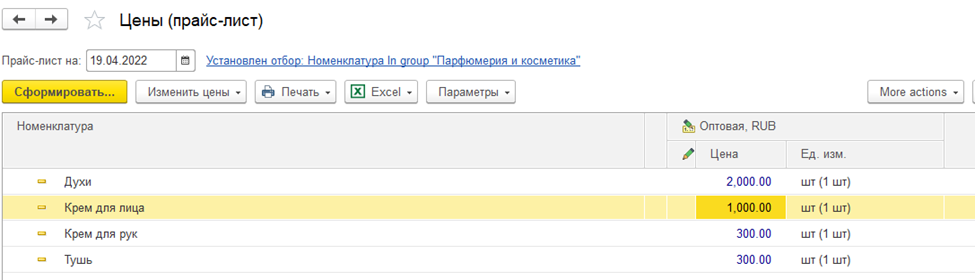 Цены (прайс-лист)
Прайс-лист на: 19.04.2022 Установлен отбор: Номенклатура In group "Парфюмерия и косметика"
Сформировать... Изменить цены Печать Excel Параметры More actions
Номенклатура Оптовая, RUB
Цена Ед. изм.
Духи 2,000.00 шт (1 шт)
Крем для лица 1,000.00 шт (1 шт)
Крем для рук 300.00 шт (1 шт)
Тушь 300.00 шт (1 шт)